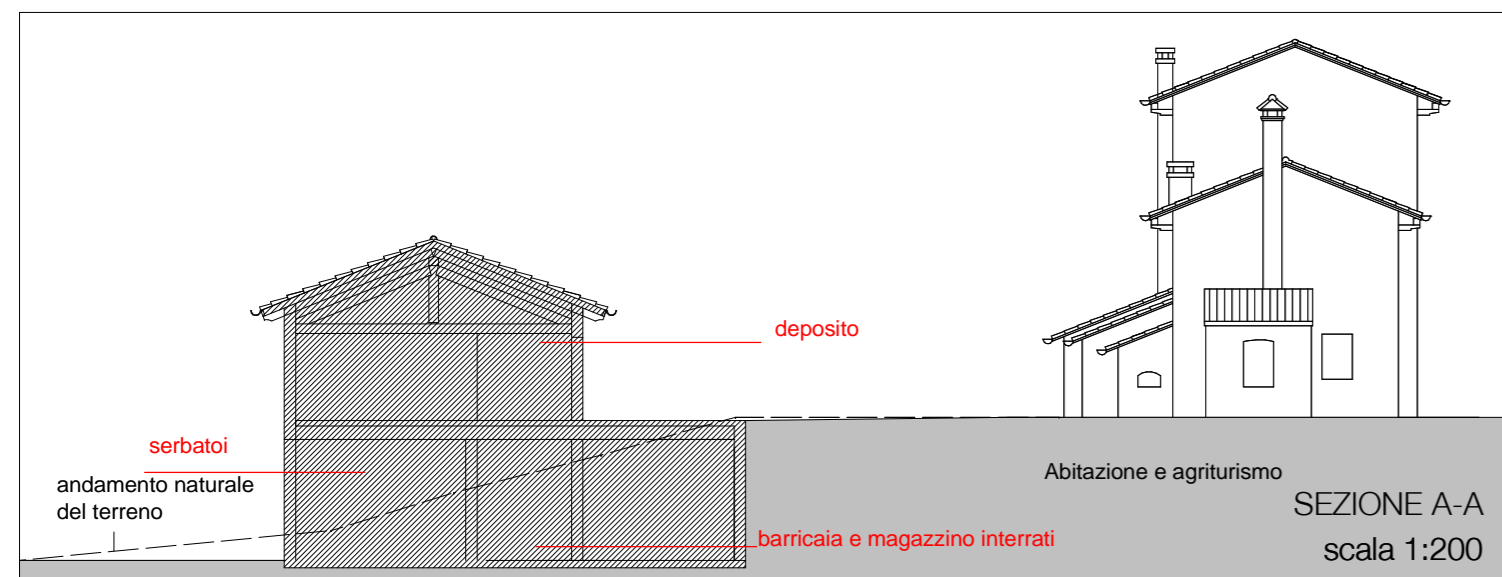 deposito
serbatoi
andamento naturale
del terreno
Abitazione e agriturismo
SEZIONE A-A
barricaia e magazzino interrati
scala 1:200